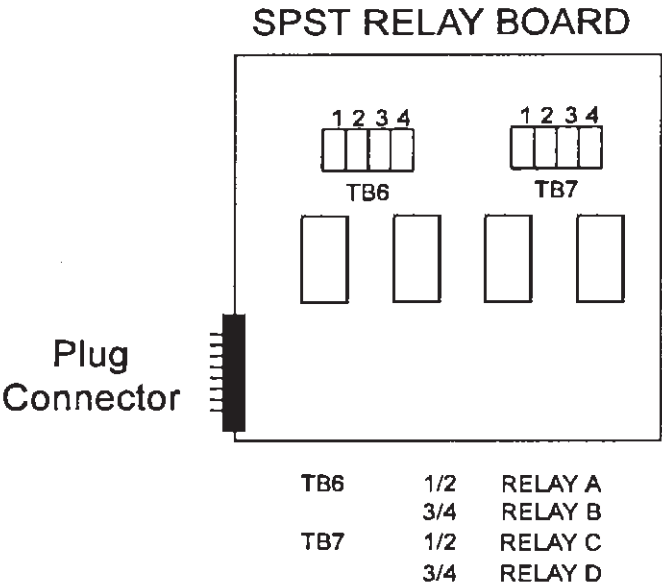 SPST RELAY BOARD
1 2 3 4 1 2 3 4
TB6 TB7
Plug
Connector
TB6 1/2 RELAY A
3/4 RELAY B
TB7 1/2 RELAY C
3/4 RELAY D